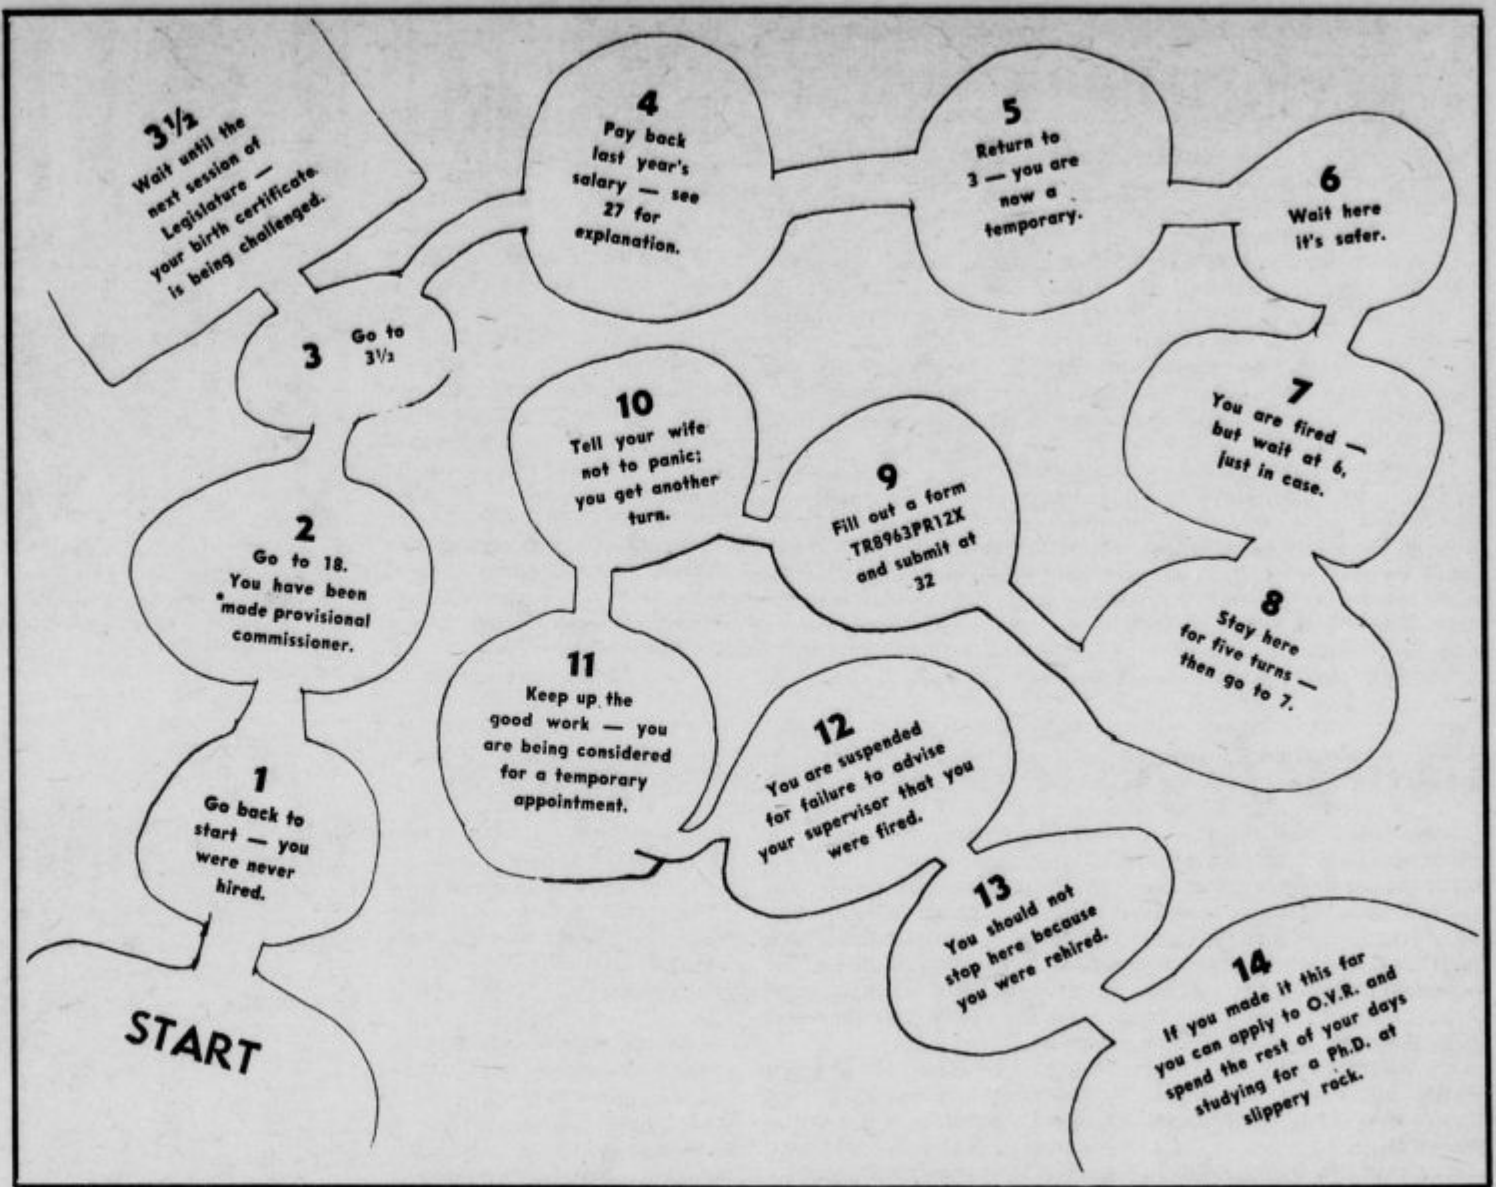 START
1
Go back to
start — you
were never
hired.
2
Go to 18.
You have been
made provisional
commissioner.
3
Go to
3½
3½
Wait until the
next session of
Legislature —
your birth certificate
is being challenged.
4
Pay back
last year's
salary — see
27 for
explanation.
5
Return to
3 — you are
now a
temporary.
6
Wait here
it's safer.
7
You are fired —
but wait at 6,
just in case.
8
Stay here
for five turns —
then go to 7.
9
Fill out a form
TR8963PR12X
and submit at
32
10
Tell your wife
not to panic;
you get another
turn.
11
Keep up the
good work — you
are being considered
for a temporary
appointment.
12
You are suspended
for failure to advise
your supervisor that you
were fired.
13
You should not
stop here because
you were rehired.
14
If you made it this far
you can apply to O.V.R. and
spend the rest of your days
studying for a Ph.D. at
slippery rock.